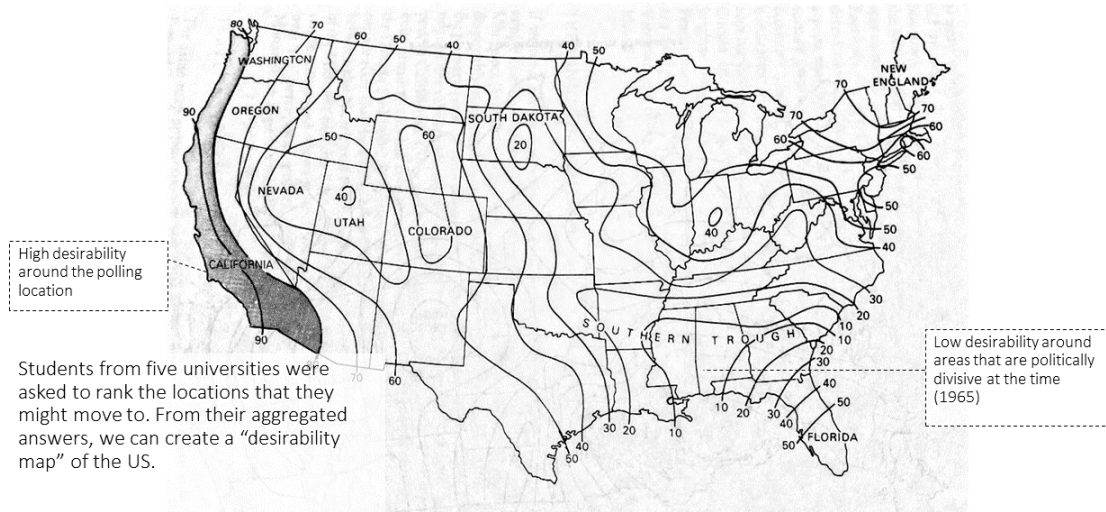 80
70
60
50
40
40
50
WASHINGTON
NEW
ENGLAND
70
70
OREGON
90
SOUTH DAKOTA
70
60
60
50
60
20
60
50
NEVADA
40
UTAH
COLORADO
40
50
50
40
High desirability
around the polling
location
CALIFORNIA
30
20
10
10
SOUTHERN TROUGH
90
20
30
Low desirability around
areas that are politically
divisive at the time
(1965)
Students from five universities were
asked to rank the locations that they
might move to. From their aggregated
answers, we can create a “desirability
map” of the US.
70
60
40
50
10
20
30
40
50
FLORIDA
30
20
10
40
50